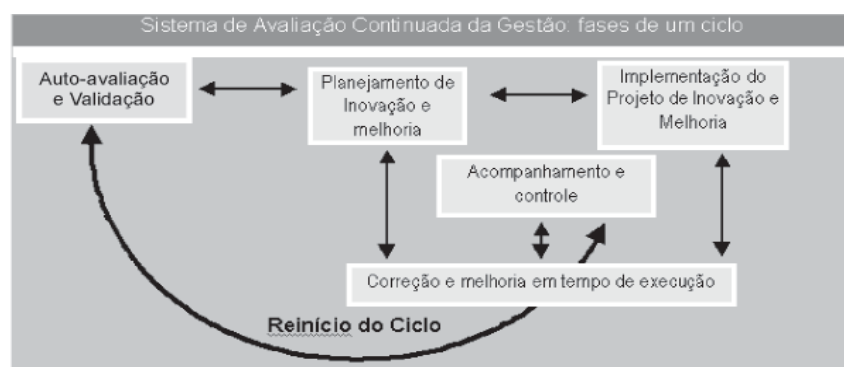 Sistema de Avaliação Continuada da Gestão: fases de um ciclo
Auto-avaliação
e Validação
Planejamento de
Inovação e
melhoria
Implementação do
Projeto de Inovação e
Melhoria
Acompanhamento e
controle
Correção e melhoria em tempo de execução
Reinício do Ciclo